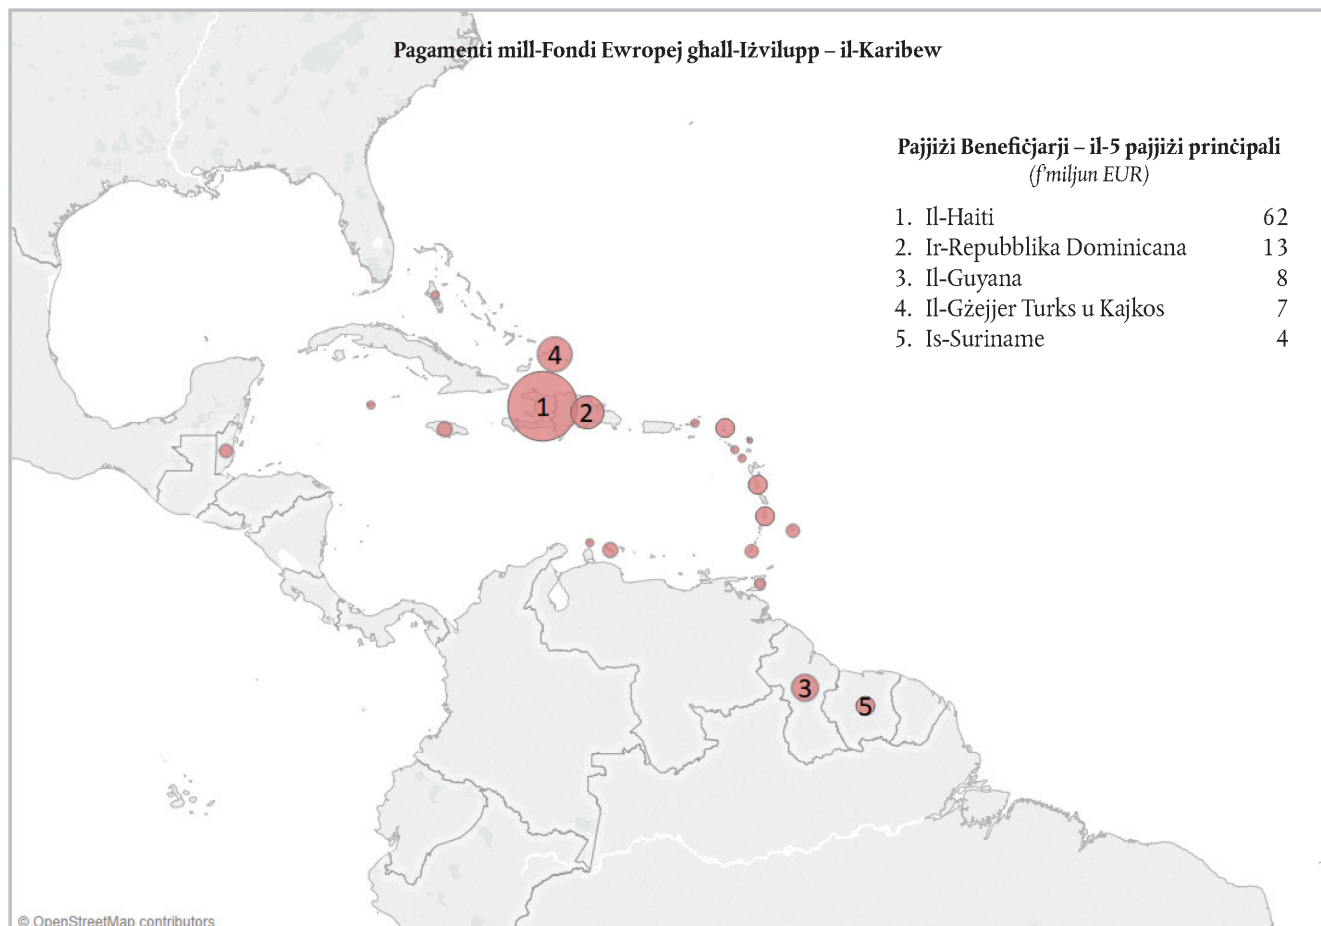 Pagamenti mill-Fondi Ewropej għall-Iżvilupp – il-Karibew
Pajjiżi Benefiċjarji – il-5 pajjiżi prinċipali
(f'miljun EUR)
1. Il-Haiti 62
2. Ir-Repubblika Dominicana 13
3. Il-Guyana 8
4. Il-Gżejjer Turks u Kajkos 7
5. Is-Suriname 4
4
1
2
3
5
© OpenStreetMap contributors